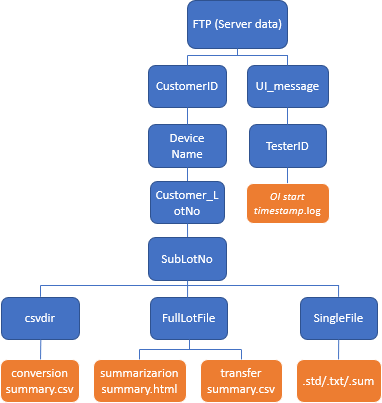 FTP (Server data)
CustomerID
UI_message
Device
Name
TesterID
Customer_L
otNo
OI start
timestamp.log
SubLotNo
csvdir
FullLotFile
SingleFile
conversion
summary.csv
summarizarion
summary.html
transfer
summary.csv
.std/.txt/.sum